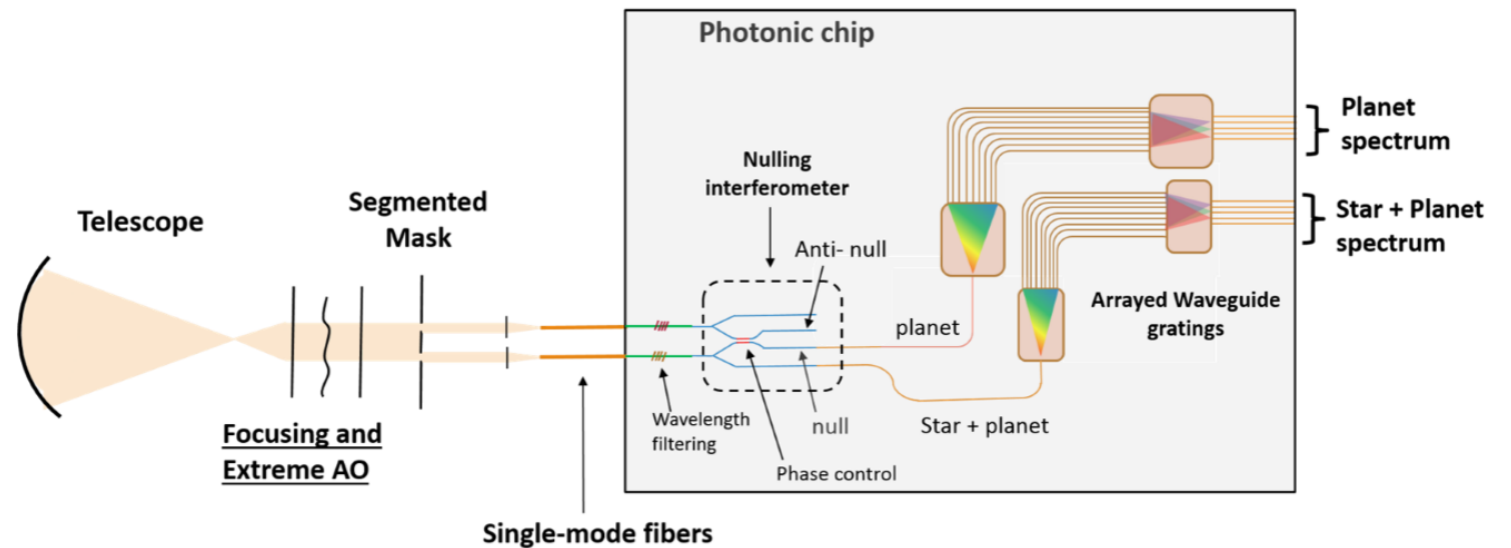 Photonic chip
Planet
spectrum
Nulling
interferometer
Segmented
Mask
Telescope
Star + Planet
spectrum
Anti- null
Arrayed Waveguide
gratings
planet
Wavelength
filtering
null
Star + planet
Focusing and
Extreme AO
Phase control
Single-mode fibers